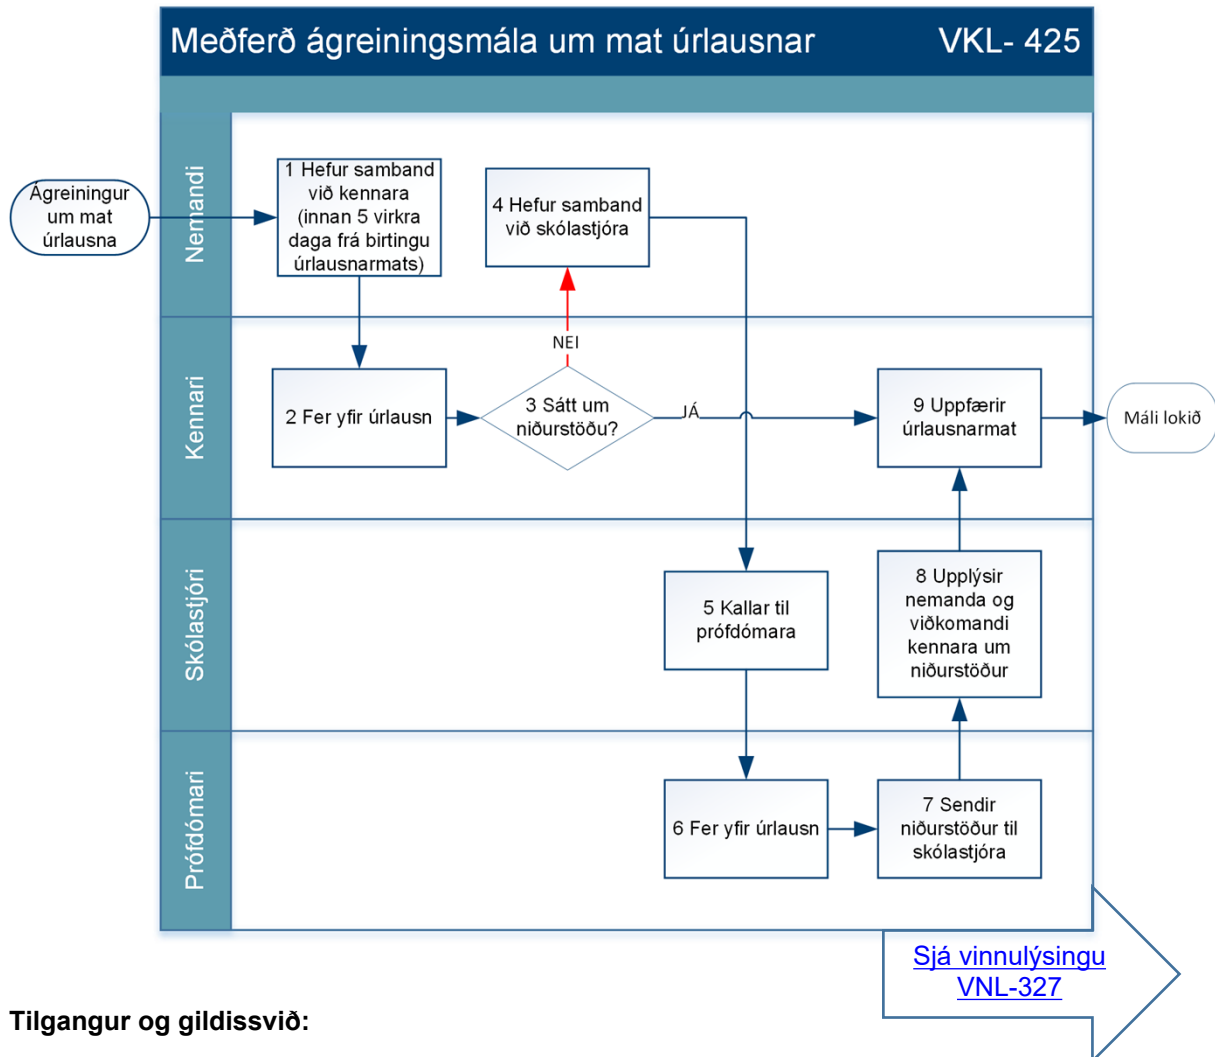 Meðferð ágreiningsmála um mat úrlausnar VKL- 425
Nemandi
Ágreiningur
um mat
úrlausna
1 Hefur samband
við kennara
(innan 5 virkra
daga frá birtingu
úrlausnarmats)
4 Hefur samband
við skólastjóra
NEI
Kennari
2 Fer yfir úrlausn
3 Sátt um
niðurstöðu?
JÁ
9 Uppfærir
úrlausnarmat
Máli lokið
Skólastjóri
5 Kallar til
prófdómara
8 Upplýsir
nemanda og
viðkomandi
kennara um
niðurstöður
Prófdómari
6 Fer yfir úrlausn
7 Sendir
niðurstöður til
skólastjóra
Sjá vinnulýsingu
VNL-327
Tilgangur og gildissvið: